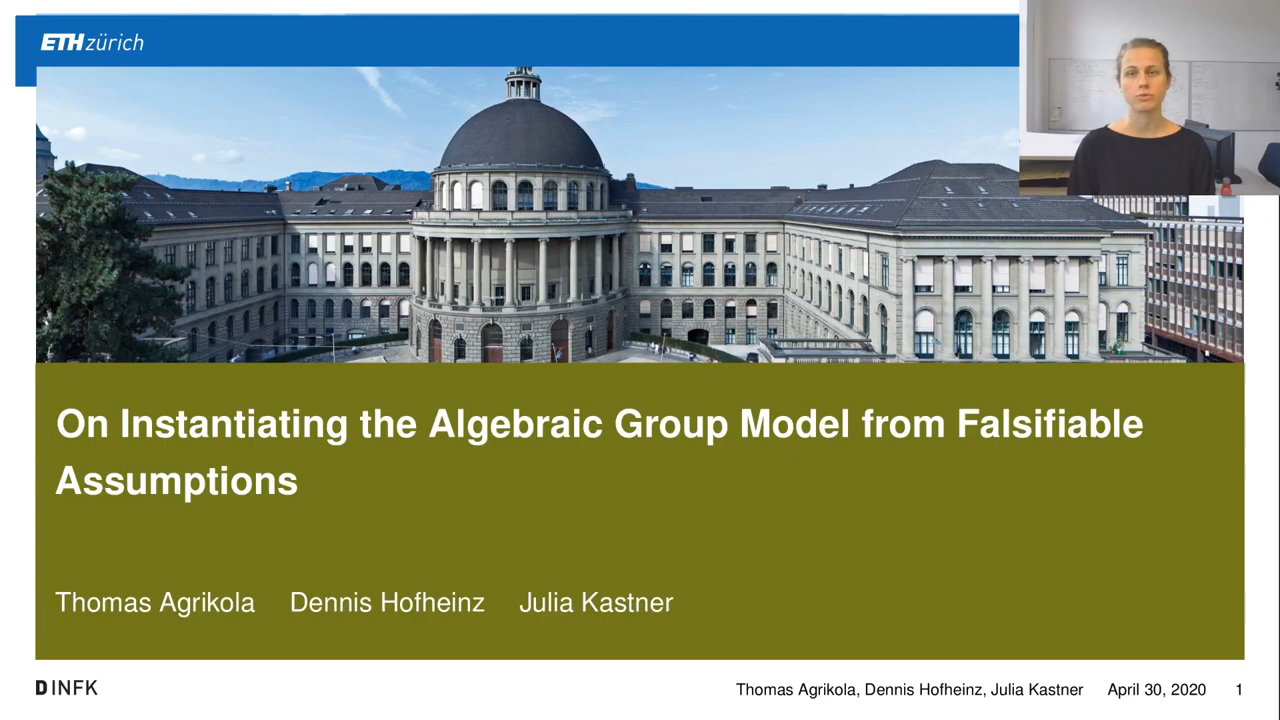 ETH zürich
On Instantiating the Algebraic Group Model from Falsifiable
Assumptions
Thomas Agrikola Dennis Hofheinz Julia Kastner
D INFK
Thomas Agrikola, Dennis Hofheinz, Julia Kastner April 30, 2020 1